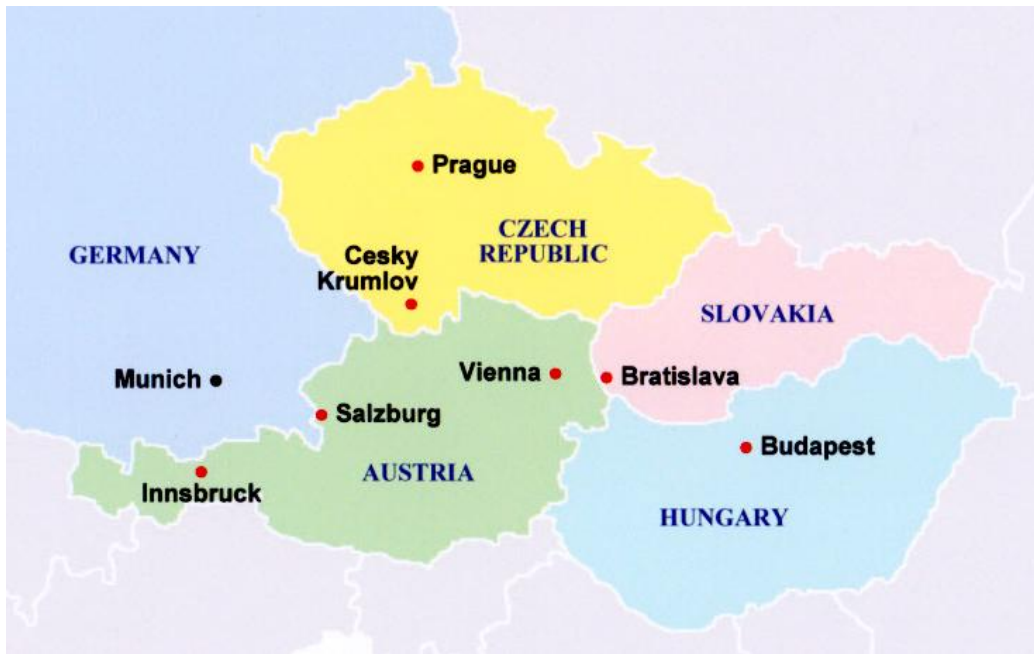 Prague
CZECH
REPUBLIC
GERMANY
Cesky
Krumlov
SLOVAKIA
Munich
Vienna
Bratislava
Salzburg
Budapest
AUSTRIA
Innsbruck
HUNGARY